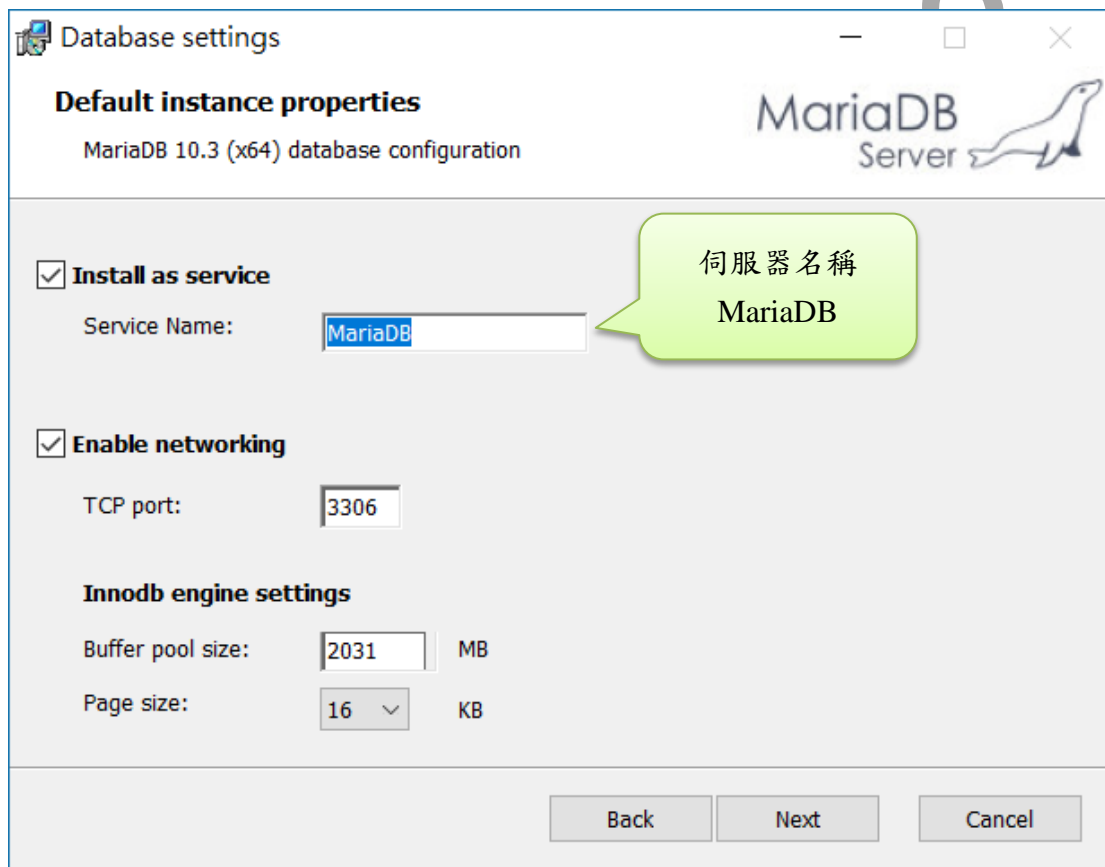 Database settings
Default instance properties
MariaDB 10.3 (x64) database configuration
MariaDB
Server
Install as service
Service Name:
MariaDB
伺服器名稱
MariaDB
Enable networking
TCP port:
3306
Innodb engine settings
Buffer pool size:
2031
MB
Page size:
16
KB
Back
Next
Cancel